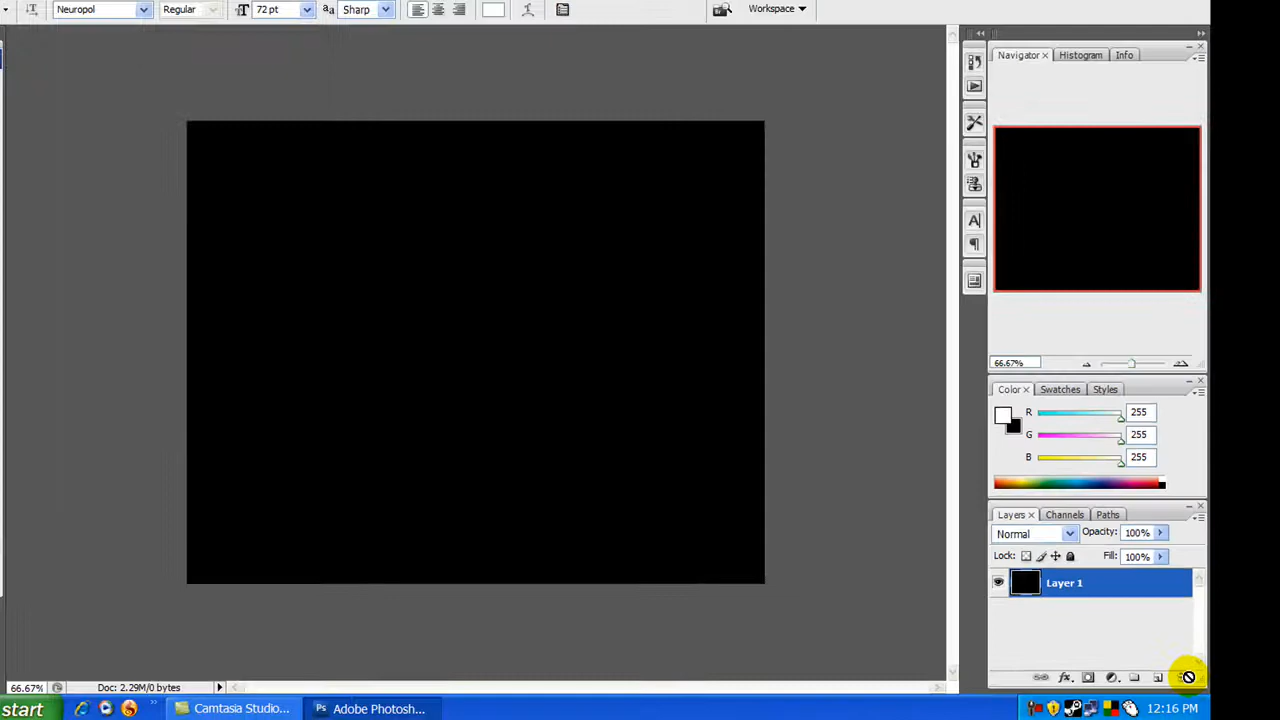 Neuropol Regular 72 pt aa Sharp Workspace
Navigator Histogram Info
66.67%
Color Swatches Styles
R 255
G 255
B 255
Layers Channels Paths
Normal Opacity: 100%
Lock: Fill: 100%
Layer 1
66.67% Doc: 2.29M/0 bytes
start Camtasia Studio... Ps Adobe Photosh... 12:16 PM